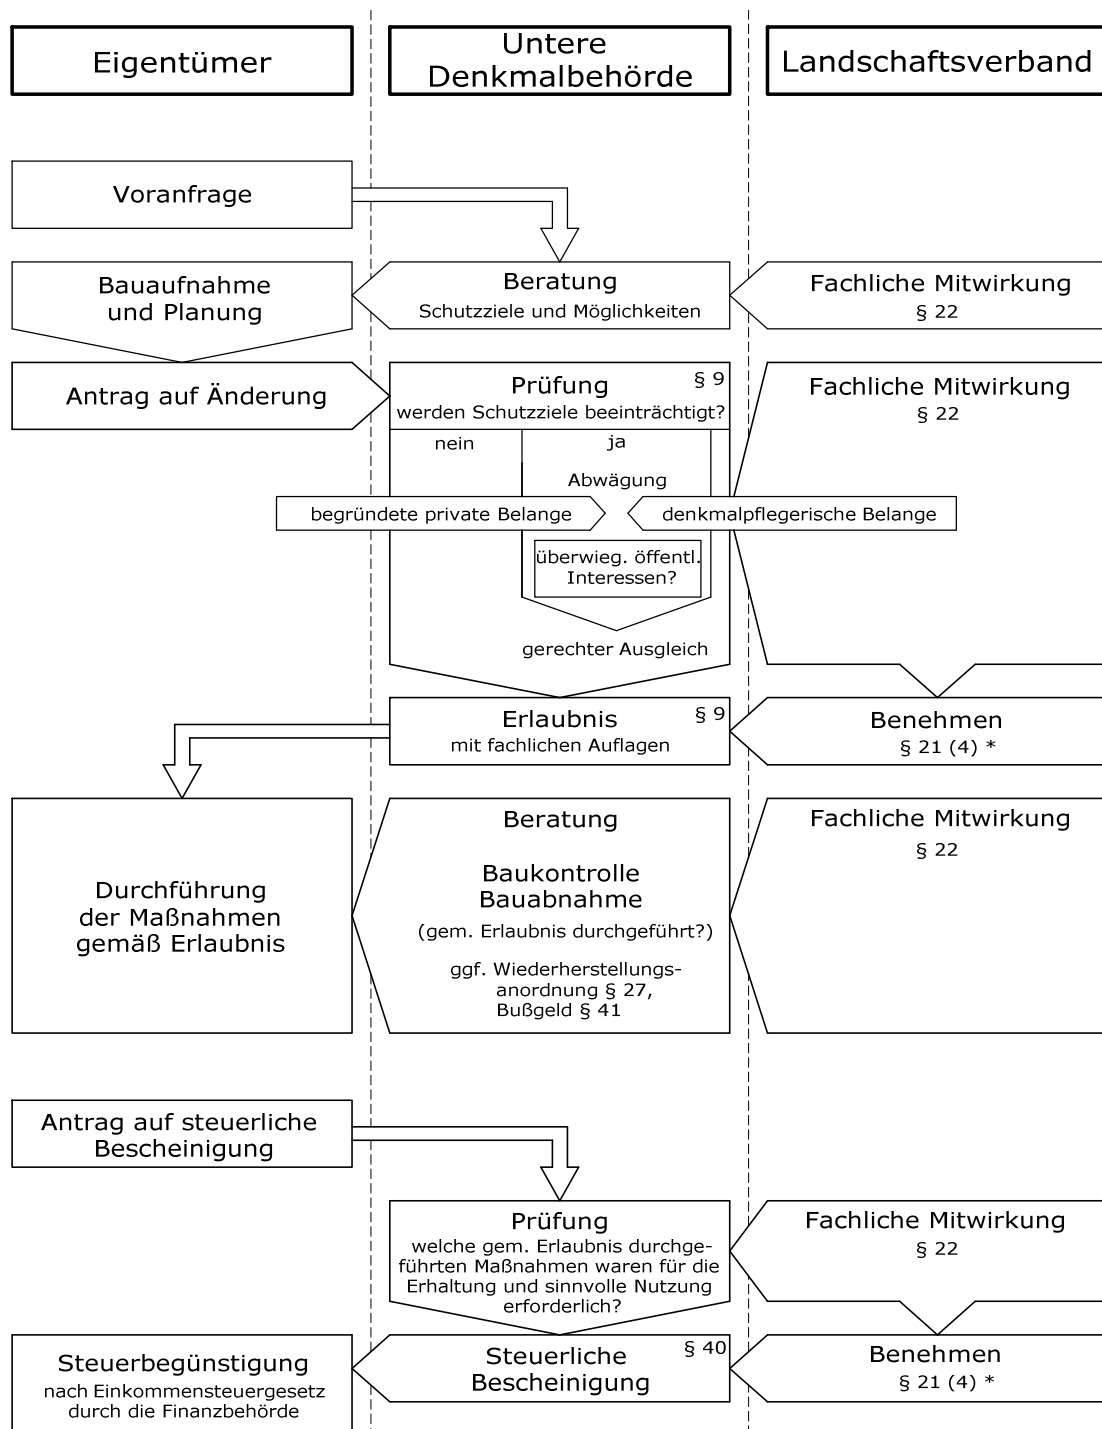 Eigentümer
Untere
Denkmalbehörde
Landschaftsverband
Voranfrage
Bauaufnahme
und Planung
Beratung
Schutzziele und Möglichkeiten
Fachliche Mitwirkung
§ 22
Antrag auf Änderung
Prüfung
§ 9
werden Schutzziele beeinträchtigt?
nein
ja
Abwägung
Fachliche Mitwirkung
§ 22
begründete private Belange
denkmalpflegerische Belange
überwieg. öffentl.
Interessen?
gerechter Ausgleich
Erlaubnis
§ 9
mit fachlichen Auflagen
Benehmen
§ 21 (4) *
Durchführung
der Maßnahmen
gemäß Erlaubnis
Beratung
Baukontrolle
Bauabnahme
(gem. Erlaubnis durchgeführt?)
ggf. Wiederherstellungs-
anordnung § 27,
Bußgeld § 41
Fachliche Mitwirkung
§ 22
Antrag auf steuerliche
Bescheinigung
Prüfung
welche gem. Erlaubnis durchge-
führten Maßnahmen waren für die
Erhaltung und sinnvolle Nutzung
erforderlich?
Fachliche Mitwirkung
§ 22
Steuerbegünstigung
nach Einkommensteuergesetz
durch die Finanzbehörde
Steuerliche
Bescheinigung
§ 40
Benehmen
§ 21 (4) *